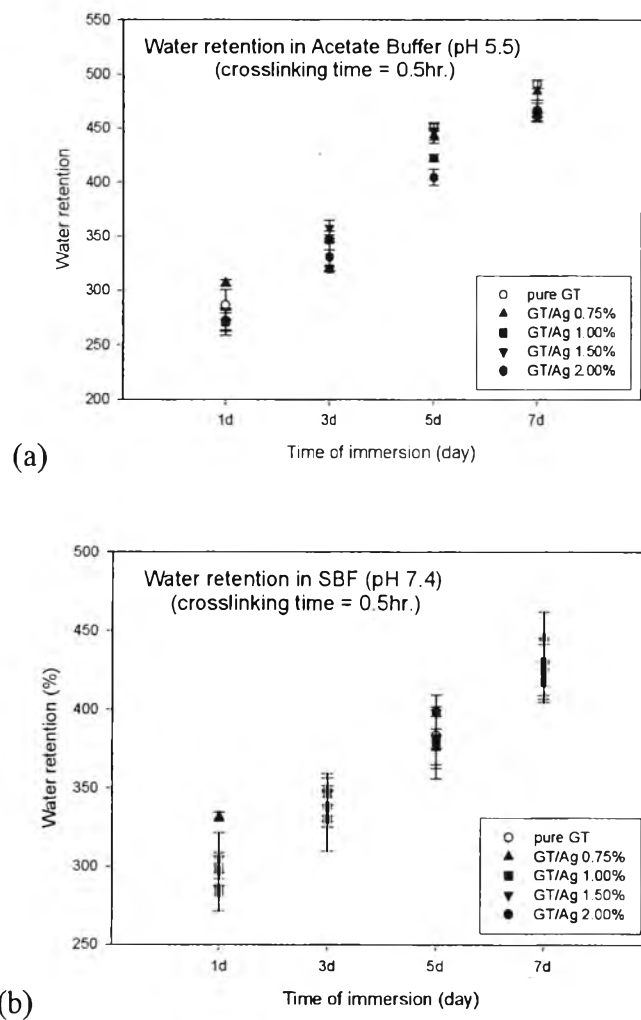 Water retention in Acetate Buffer (pH 5.5)
(crosslinking time = 0.5hr.)
550
500
450
400
350
300
250
200
Water retention
1d
3d
5d
7d
Time of immersion (day)
pure GT
GT/Ag 0.75%
GT/Ag 1.00%
GT/Ag 1.50%
GT/Ag 2.00%
(a)
Water retention in SBF (pH 7.4)
(crosslinking time = 0.5hr.)
500
450
400
350
300
250
Water retention (%)
1d
3d
5d
7d
Time of immersion (day)
pure GT
GT/Ag 0.75%
GT/Ag 1.00%
GT/Ag 1.50%
GT/Ag 2.00%
(b)